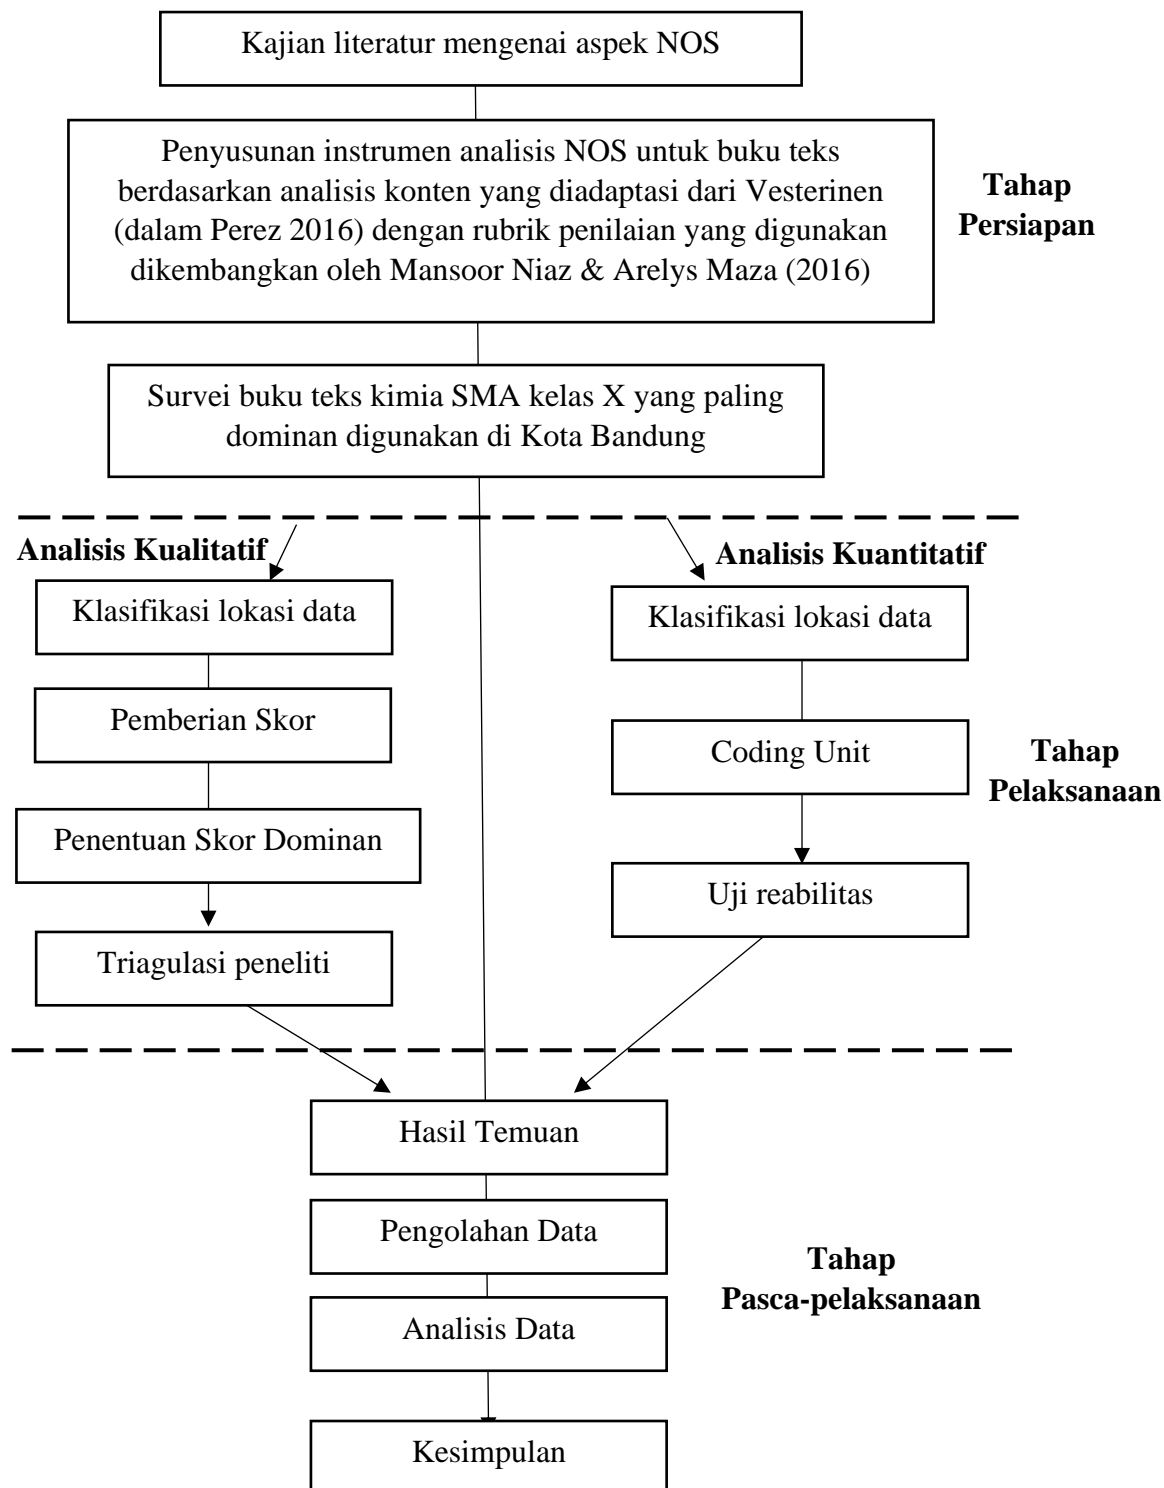 Kajian literatur mengenai aspek NOS
Penyusunan instrumen analisis NOS untuk buku teks
berdasarkan analisis konten yang diadaptasi dari Vesterinen
(dalam Perez 2016) dengan rubrik penilaian yang digunakan
dikembangkan oleh Mansoor Niaz & Arelys Maza (2016)
Tahap
Persiapan
Survei buku teks kimia SMA kelas X yang paling
dominan digunakan di Kota Bandung
Analisis Kualitatif
Klasifikasi lokasi data
Pemberian Skor
Penentuan Skor Dominan
Triagulasi peneliti
Analisis Kuantitatif
Klasifikasi lokasi data
Coding Unit
Uji reabilitas
Tahap
Pelaksanaan
Hasil Temuan
Pengolahan Data
Analisis Data
Kesimpulan
Tahap
Pasca-pelaksanaan